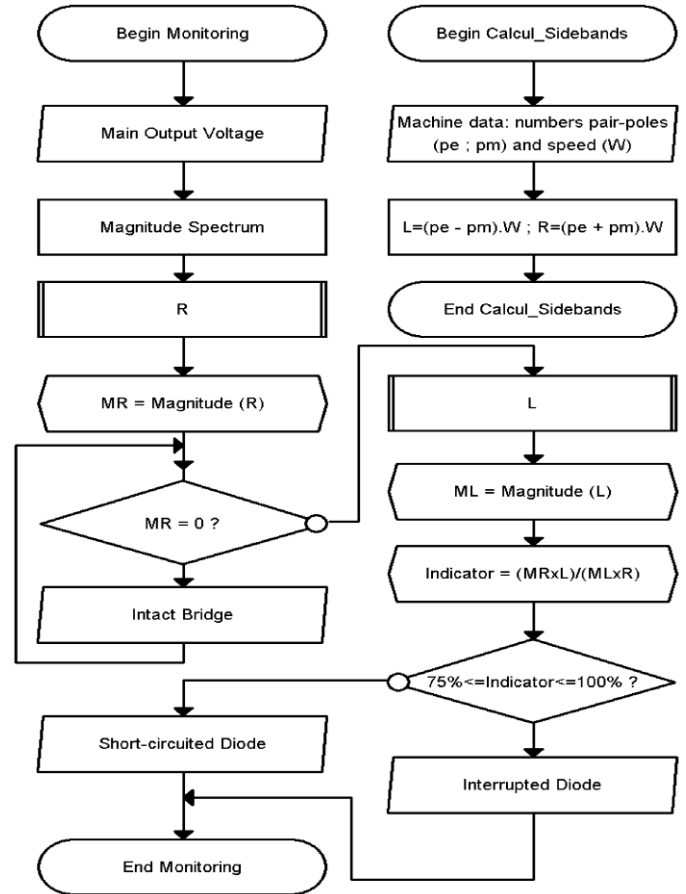 Begin Monitoring
Main Output Voltage
Magnitude Spectrum
R
MR = Magnitude (R)
MR = 0 ?
Intact Bridge
Short-circuited Diode
End Monitoring
Begin Calcul_Sidebands
Machine data: numbers pair-poles
(pe ; pm) and speed (W)
L=(pe - pm).W ; R=(pe + pm).W
End Calcul_Sidebands
L
ML = Magnitude (L)
Indicator = (MRxL)/(MLxR)
75%<=Indicator<=100% ?
Interrupted Diode